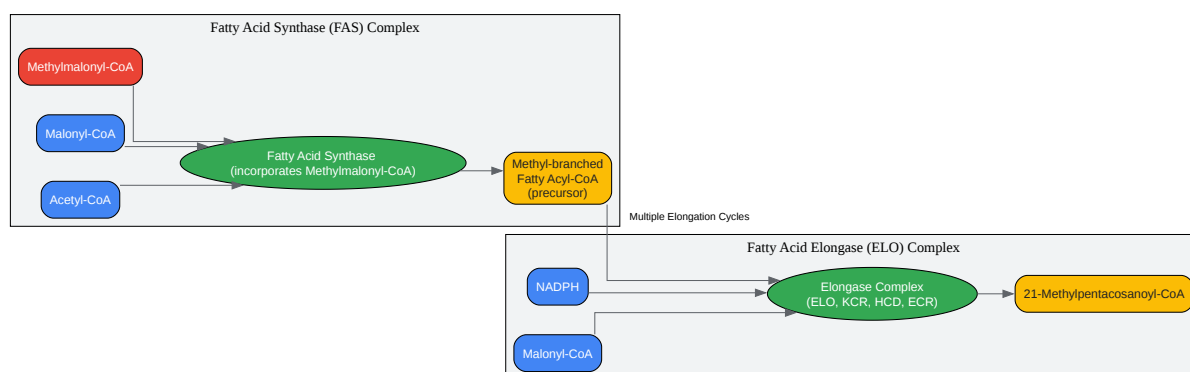 Fatty Acid Synthase (FAS) Complex
Methylmalonyl-CoA
Malonyl-CoA
Acetyl-CoA
Fatty Acid Synthase
(incorporates Methylmalonyl-CoA)
Methyl-branched
Fatty Acyl-CoA
(precursor)
Multiple Elongation Cycles
Fatty Acid Elongase (ELO) Complex
NADPH
Malonyl-CoA
Elongase Complex
(ELO, KCR, HCD, ECR)
21-Methylpentacosanoyl-CoA